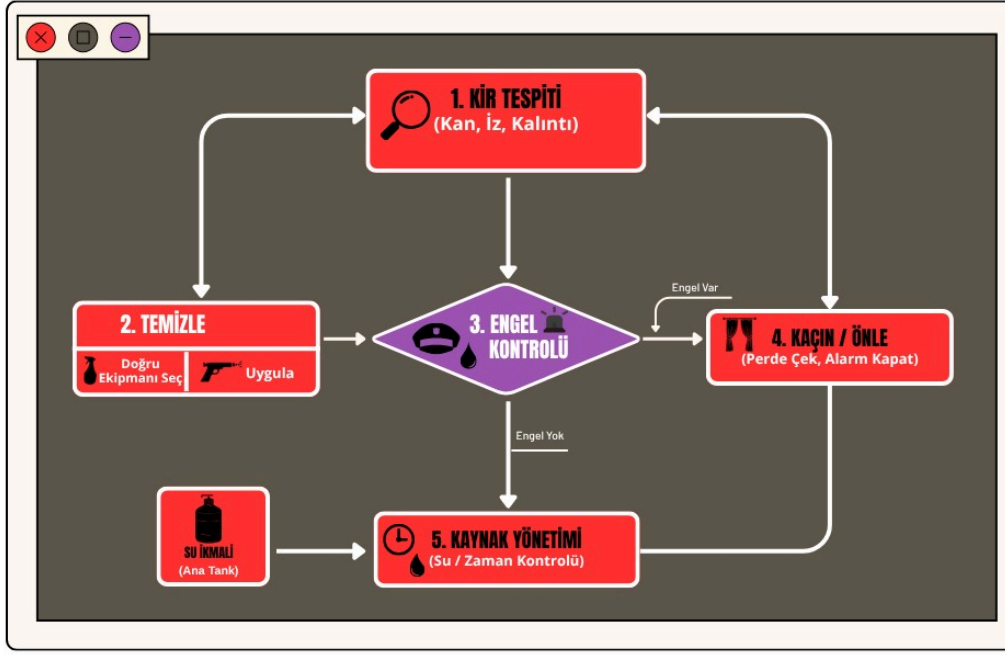 1. KİR TESPİTİ
(Kan, İz, Kalıntı)
2. TEMİZLE
Doğru
Ekipmanı Seç
Uygula
3. ENGEL
KONTROLÜ
Engel Var
4. KAÇIN / ÖNLE
(Perde Çek, Alarm Kapat)
Engel Yok
SU İKMALİ
(Ana Tank)
5. KAYNAK YÖNETİMİ
(Su / Zaman Kontrolü)